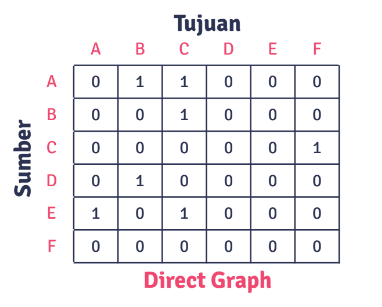 Tujuan
A B C D E F
Sumber
A 0 1 1 0 0 0
B 0 0 1 0 0 0
C 0 0 0 0 0 1
D 0 1 0 0 0 0
E 1 0 1 0 0 0
F 0 0 0 0 0 0
Direct Graph